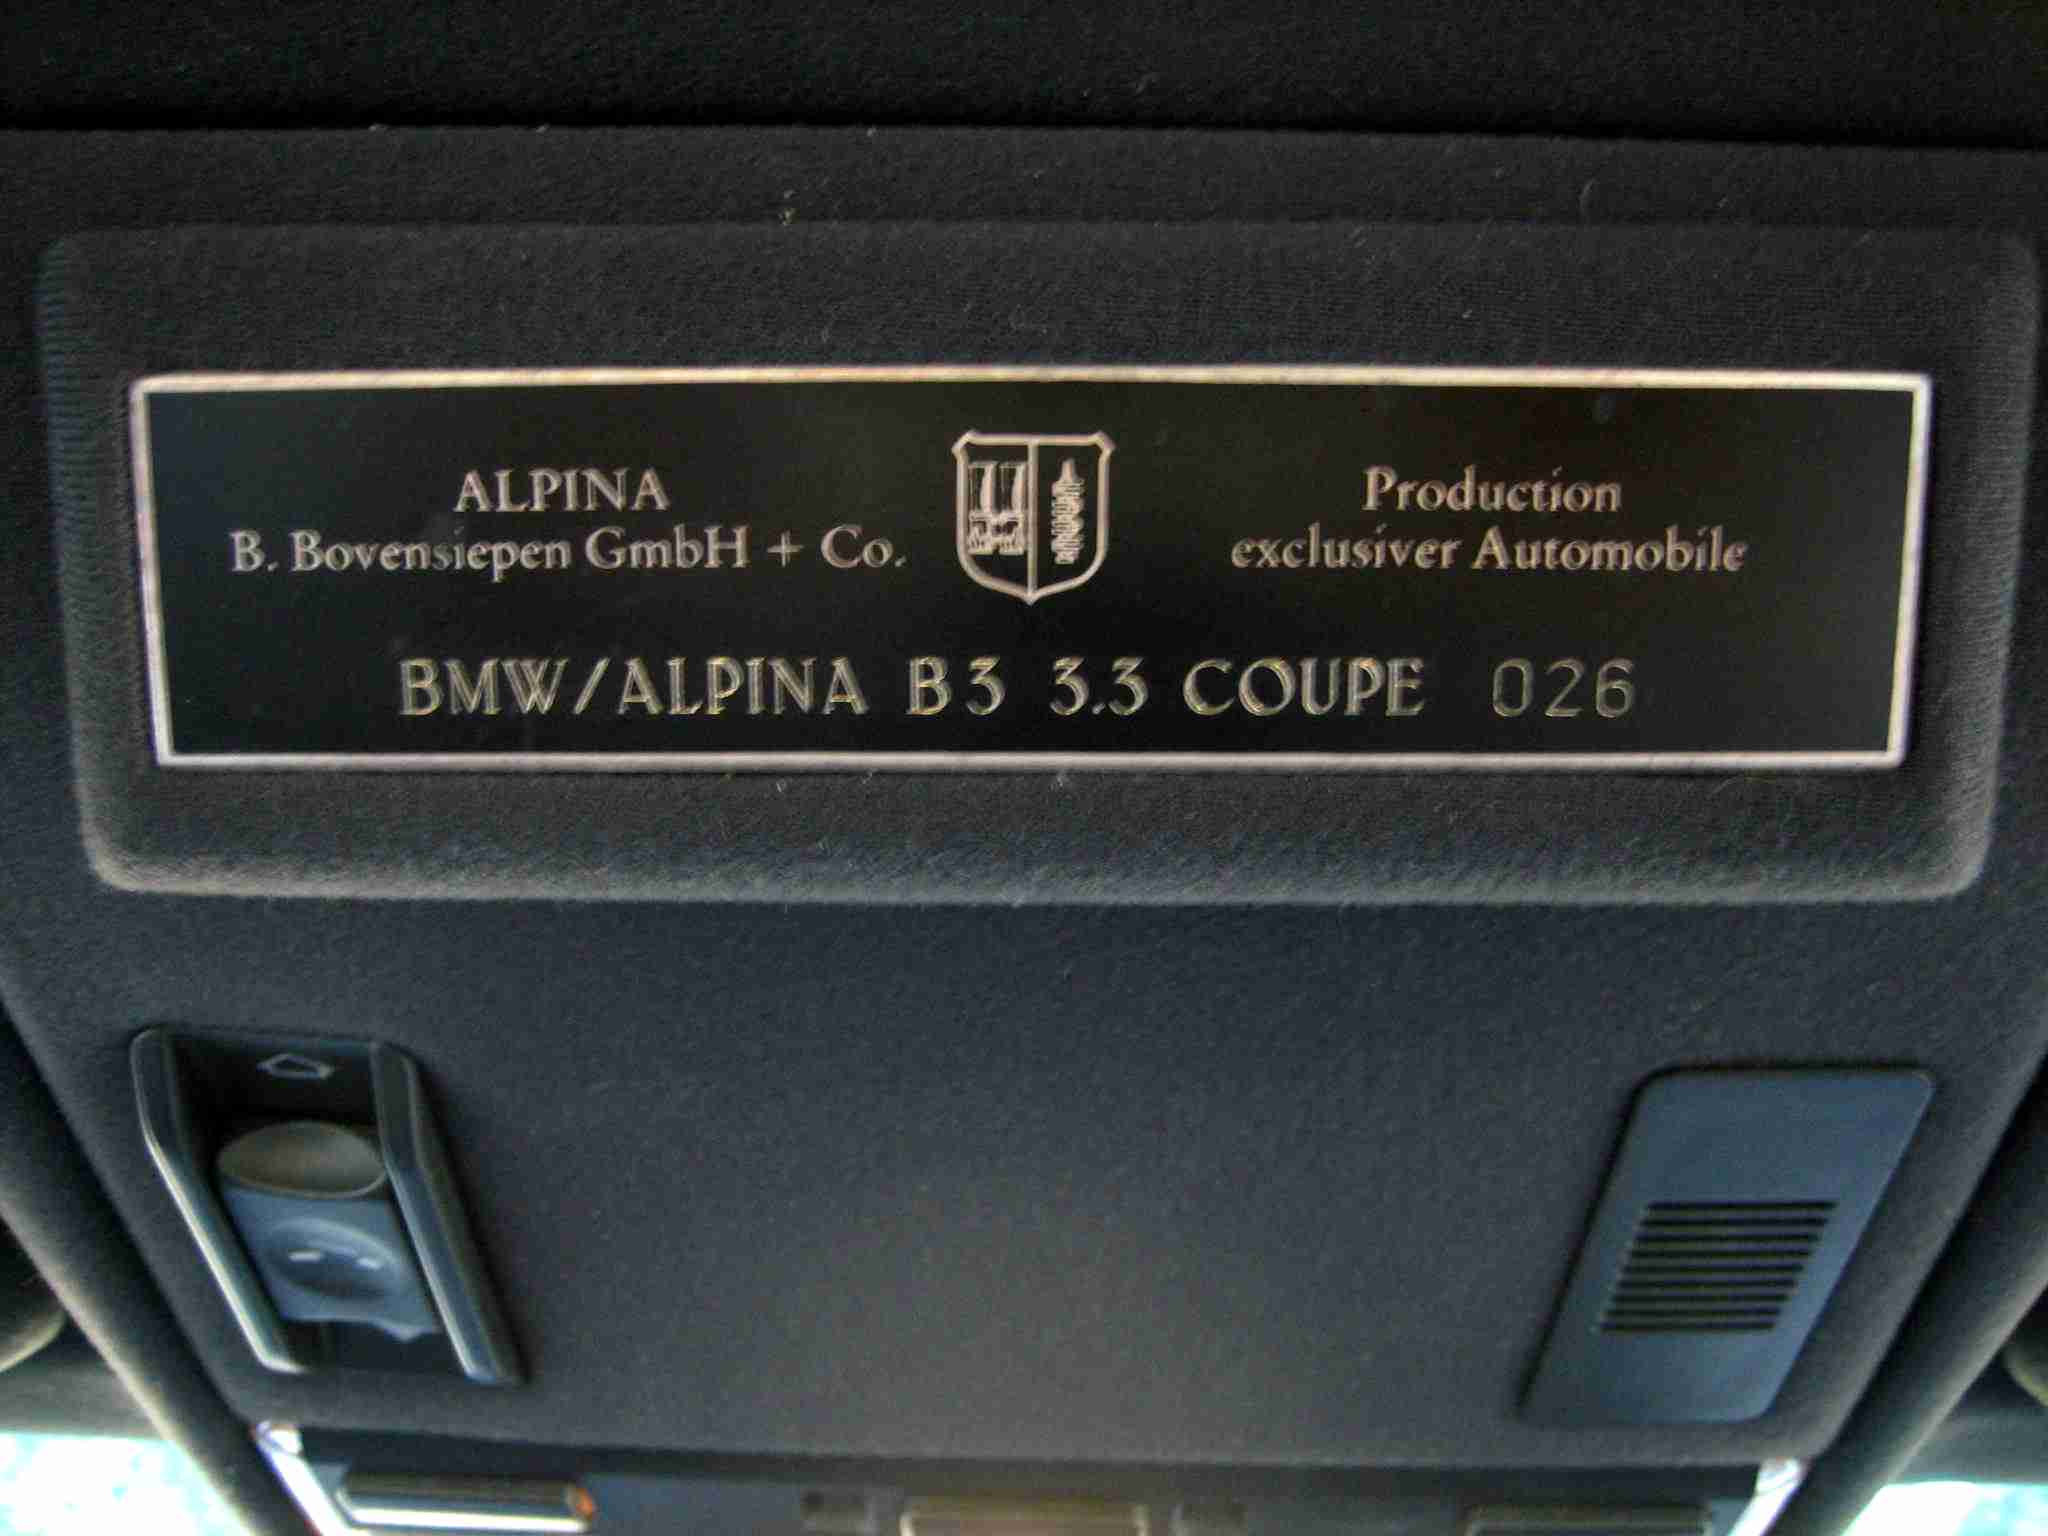 ALPINA
B. Bovensiepen GmbH + Co.
Production
exclusiver Automobile
BMW/ALPINA B3 3.3 COUPE 026